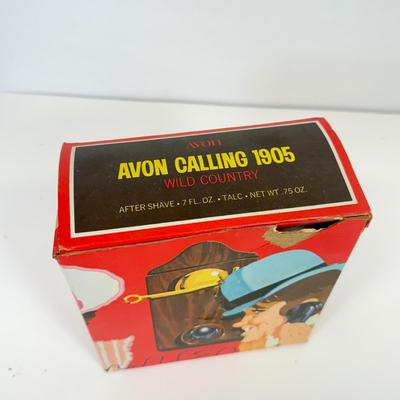 AVON
AVON CALLING 1905
WILD COUNTRY
AFTER SHAVE • 7 FL. OZ. • TALC • NET WT .75 OZ.